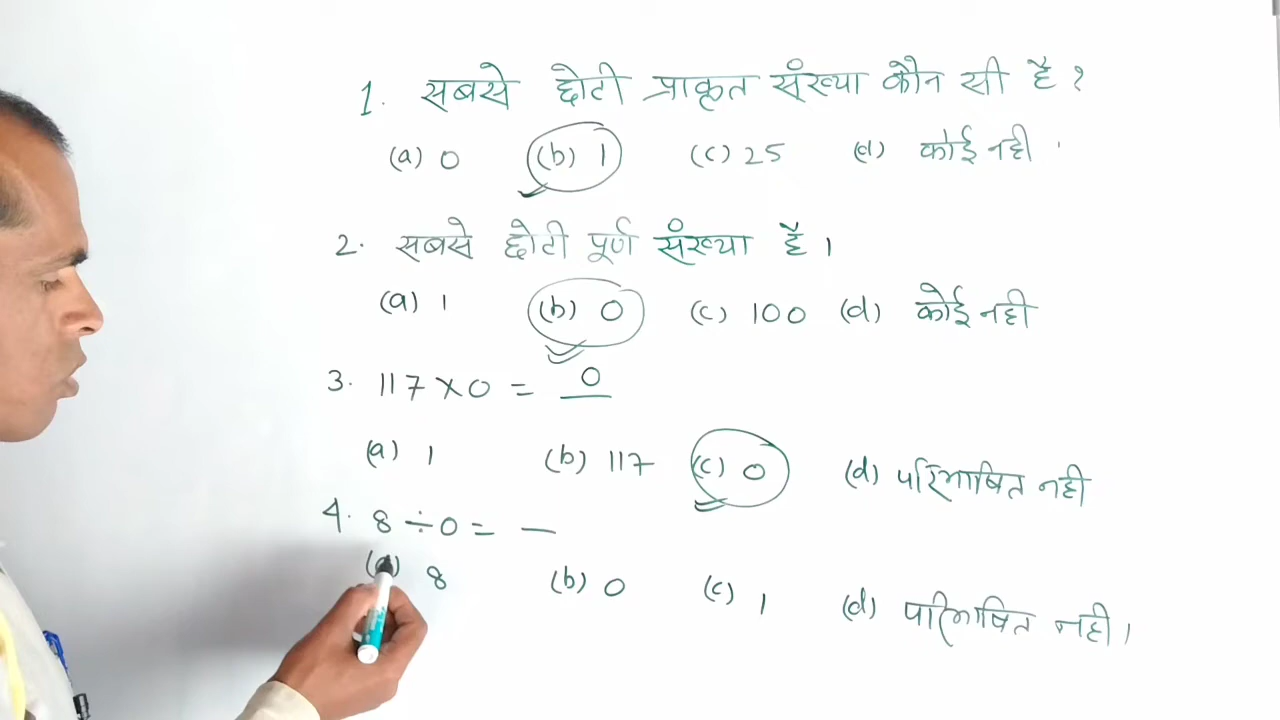 1. सबसे छोटी प्राकृत संख्या कौन सी है ?
(a) 0 (b) 1 (c) 25 (d) कोई नही
2. सबसे छोटी पूर्ण संख्या है ।
(a) 1 (b) 0 (c) 100 (d) कोई नही
3. 117 × 0 = 0
(a) 1 (b) 117 (c) 0 (d) परिभाषित नही
4. 8 ÷ 0 = —
(a) 8 (b) 0 (c) 1 (d) परिभाषित नही ।